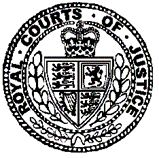 ROYAL · COURTS · OF · JUSTICE